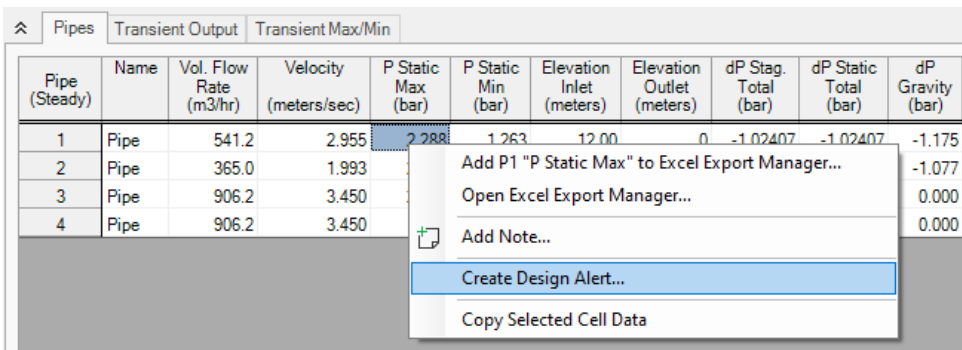 Pipes Transient Output Transient Max/Min
Pipe (Steady) Name Vol. Flow Rate (m3/hr) Velocity (meters/sec) P Static Max (bar) P Static Min (bar) Elevation Inlet (meters) Elevation Outlet (meters) dP Stag. Total (bar) dP Static Total (bar) dP Gravity (bar)
1 Pipe 541.2 2.955 2.288 1.263 12.00 0 -1.02407 -1.02407 -1.175
2 Pipe 365.0 1.993 -1.077
3 Pipe 906.2 3.450 0.000
4 Pipe 906.2 3.450 0.000
Add P1 "P Static Max" to Excel Export Manager...
Open Excel Export Manager...
Add Note...
Create Design Alert...
Copy Selected Cell Data